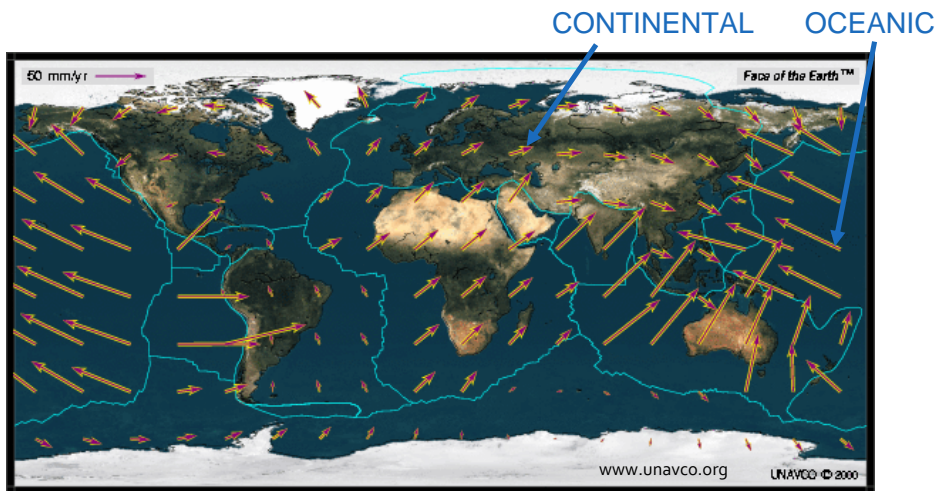 CONTINENTAL OCEANIC
50 mm/yr
Face of the Earth™
www.unavco.org
UNAVCO © 2000